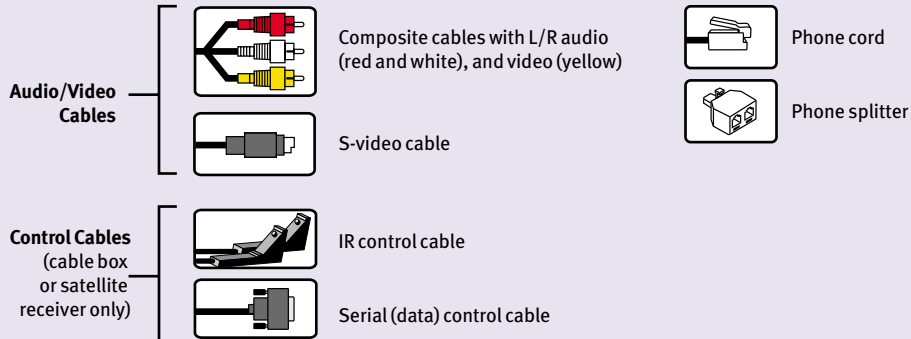 Audio/Video
Cables
Composite cables with L/R audio
(red and white), and video (yellow)
S-video cable
Control Cables
(cable box
or satellite
receiver only)
IR control cable
Serial (data) control cable
Phone cord
Phone splitter